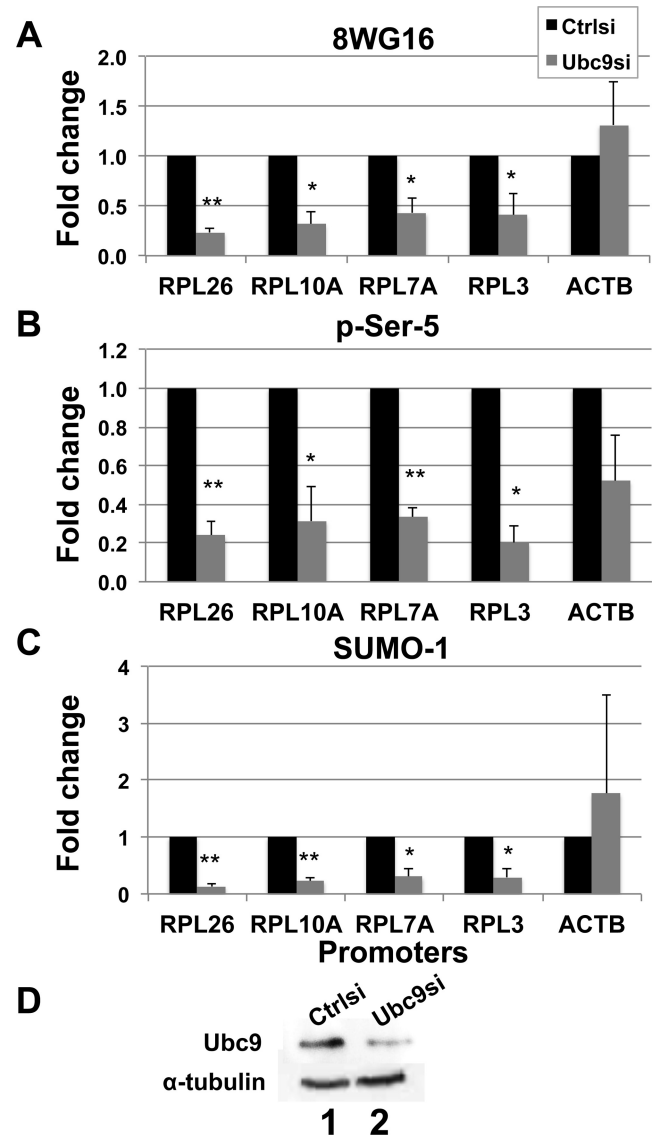 A
8WG16
Ctrlsi
Ubc9si
Fold change
2.0
1.5
1.0
0.5
0.0
** * * *
RPL26 RPL10A RPL7A RPL3 ACTB
B
p-Ser-5
Fold change
1.2
1.0
0.8
0.6
0.4
0.2
0.0
** * ** *
RPL26 RPL10A RPL7A RPL3 ACTB
C
SUMO-1
Fold change
4
3
2
1
0
** ** * *
RPL26 RPL10A RPL7A RPL3 ACTB
Promoters
D
Ctrlsi Ubc9si
Ubc9
α-tubulin
1 2